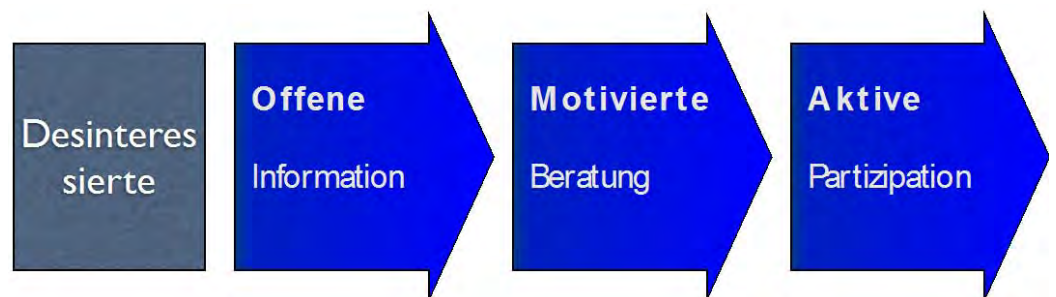 Desinteres
sierte
Offene
Information
Motivierte
Beratung
Aktive
Partizipation